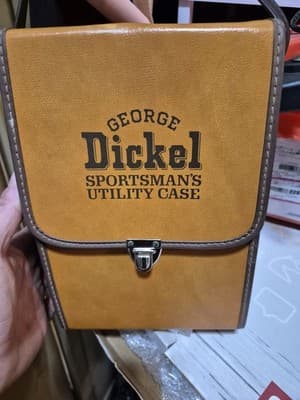 GEORGE
Dickel
SPORTSMAN'S
UTILITY CASE